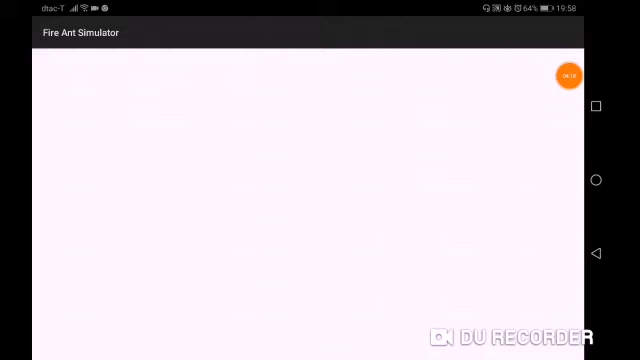 dtac-T 64% 19:58
Fire Ant Simulator
DU RECORDER